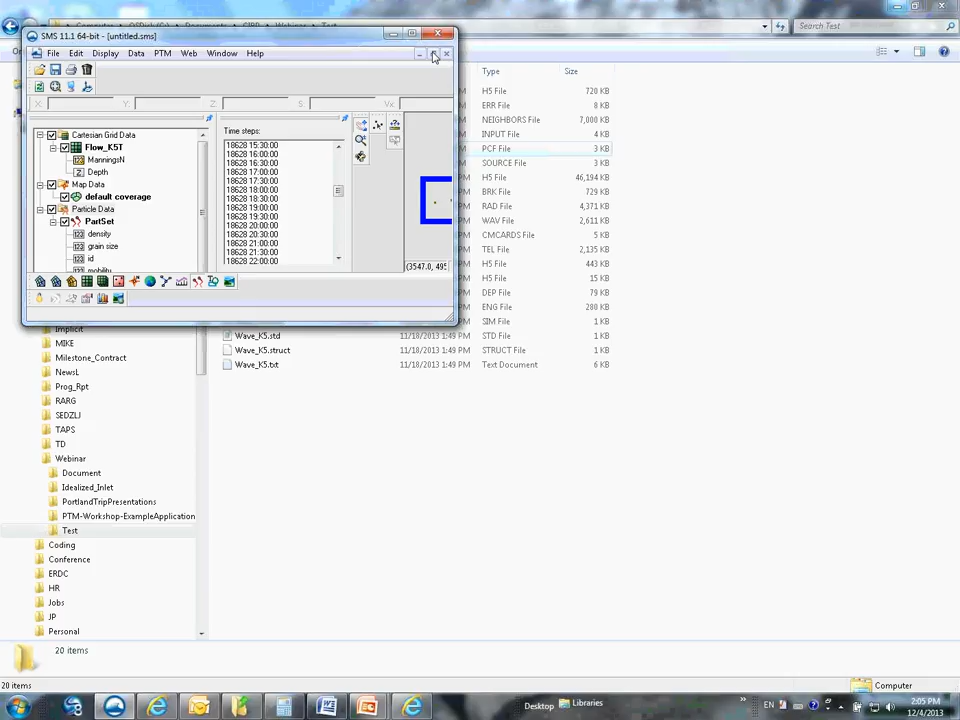 Search Test
SMS 11.1 64-bit - [untitled.sms]
File Edit Display Data PTM Web Window Help
X: Y: Z: S: Vx
Cartesian Grid Data
Flow_K5T
ManningsN
Depth
Map Data
default coverage
Particle Data
PartSet
density
grain size
id
mobility
Time steps:
18628 15:30:00
18628 16:00:00
18628 16:30:00
18628 17:00:00
18628 17:30:00
18628 18:00:00
18628 18:30:00
18628 19:00:00
18628 19:30:00
18628 20:00:00
18628 20:30:00
18628 21:00:00
18628 21:30:00
18628 22:00:00
(3547.0, 495
Type Size
H5 File 720 KB
ERR File 8 KB
NEIGHBORS File 7,000 KB
INPUT File 4 KB
PCF File 3 KB
SOURCE File 3 KB
H5 File 46,194 KB
BRK File 729 KB
RAD File 4,371 KB
WAV File 2,611 KB
CMCARDS File 5 KB
TEL File 2,135 KB
H5 File 443 KB
H5 File 15 KB
DEP File 79 KB
ENG File 280 KB
SIM File 1 KB
Wave_K5.std 11/18/2013 1:49 PM STD File 1 KB
Wave_K5.struct 11/18/2013 1:49 PM STRUCT File 1 KB
Wave_K5.txt 11/18/2013 1:49 PM Text Document 6 KB
Implicit
MIKE
Milestone_Contract
NewsL
Prog_Rpt
RARG
SEDZLJ
TAPS
TD
Webinar
Document
Idealized_Inlet
PortlandTripPresentations
PTM-Workshop-ExampleApplication
Test
Coding
Conference
ERDC
HR
Jobs
JP
Personal
20 items
20 items Computer
Desktop Libraries EN 2:05 PM
12/4/2013